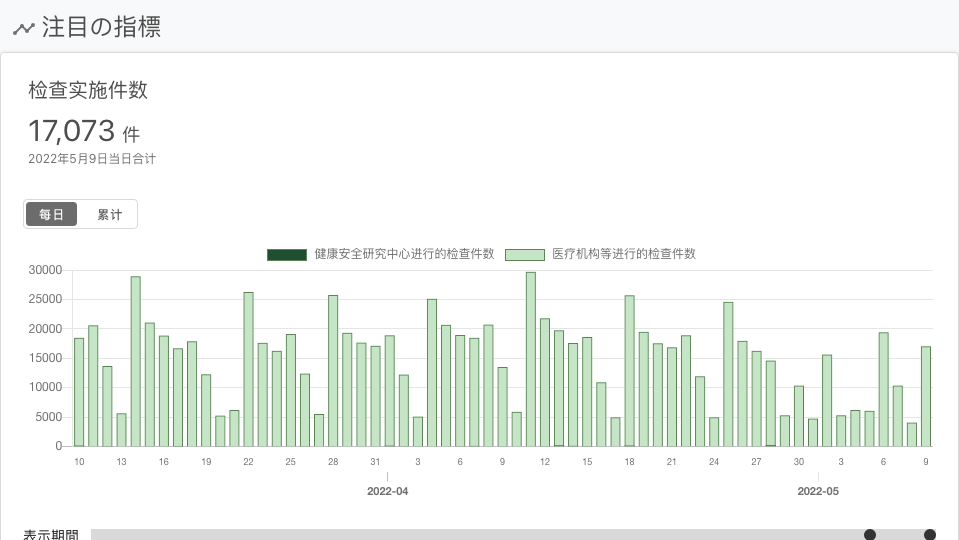 注目の指標
检查实施件数
17,073 件
2022年5月9日当日合计
每日 累计
健康安全研究中心进行的检查件数 医疗机构等进行的检查件数
30000
25000
20000
15000
10000
5000
0
10 13 16 19 22 25 28 31 3 6 9 12 15 18 21 24 27 30 3 6 9
2022-04 2022-05
表示期間